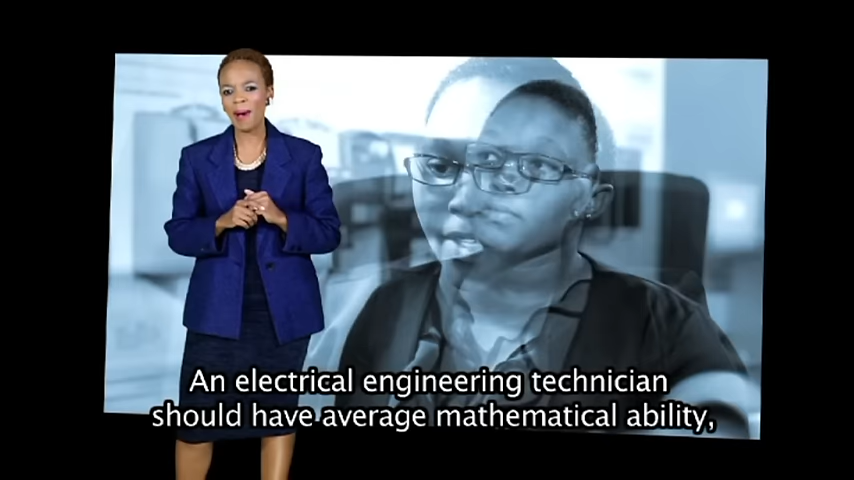 An electrical engineering technician
should have average mathematical ability,